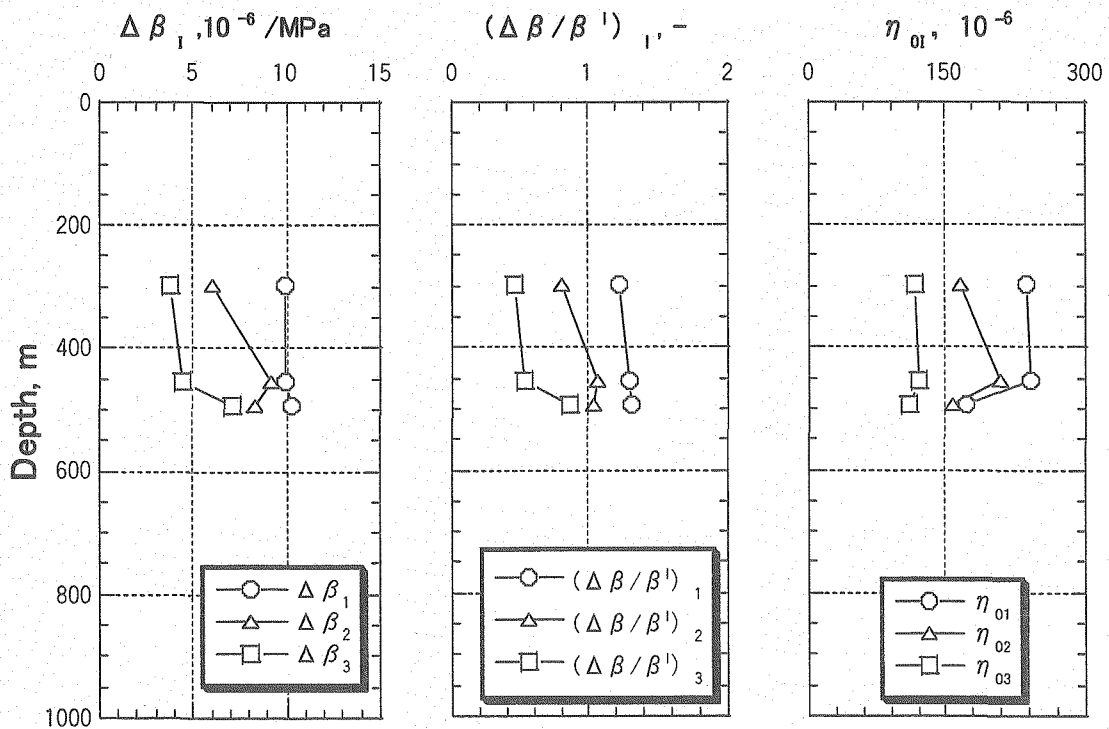 Δ β I ,10 -6 /MPa
(Δ β/β I) I, −
η 0I, 10 -6
0 5 10 15
0 1 2
0 150 300
0
200
400
600
800
1000
Depth, m
Δ β 1
Δ β 2
Δ β 3
(Δ β/β I) 1
(Δ β/β I) 2
(Δ β/β I) 3
η 01
η 02
η 03